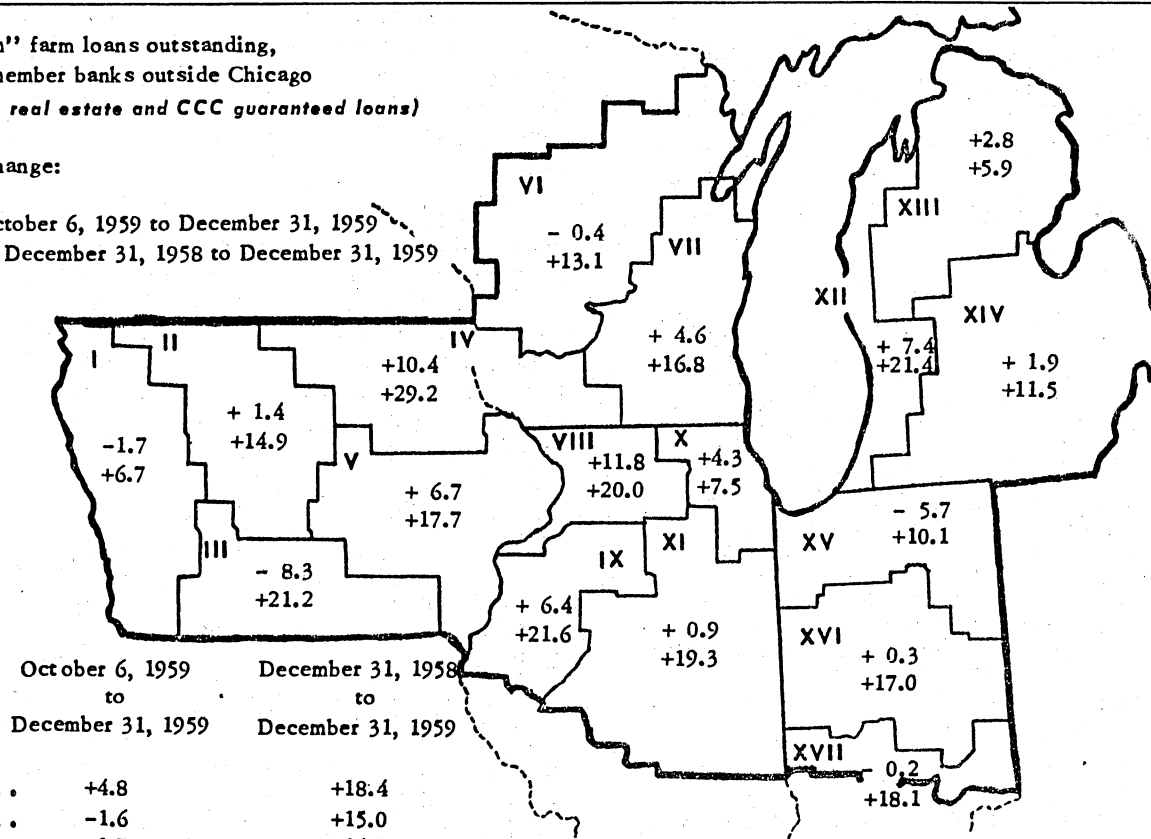 farm loans outstanding,
banks outside Chicago
real estate and CCC guaranteed loans)
October 6, 1959 to December 31, 1959
December 31, 1958 to December 31, 1959
VI
- 0.4
+13.1
VII
+ 4.6
+16.8
XII
+ 7.4
+21.4
XIII
+2.8
+5.9
XIV
+ 1.9
+11.5
I
-1.7
+6.7
II
+ 1.4
+14.9
III
- 8.3
+21.2
IV
+10.4
+29.2
V
+ 6.7
+17.7
VIII
+11.8
+20.0
IX
+ 6.4
+21.6
X
+4.3
+7.5
XI
+ 0.9
+19.3
XV
- 5.7
+10.1
XVI
+ 0.3
+17.0
XVII
- 0.2
+18.1
October 6, 1959 December 31, 1958
to to
December 31, 1959 December 31, 1959
+4.8 +18.4
-1.6 +15.0